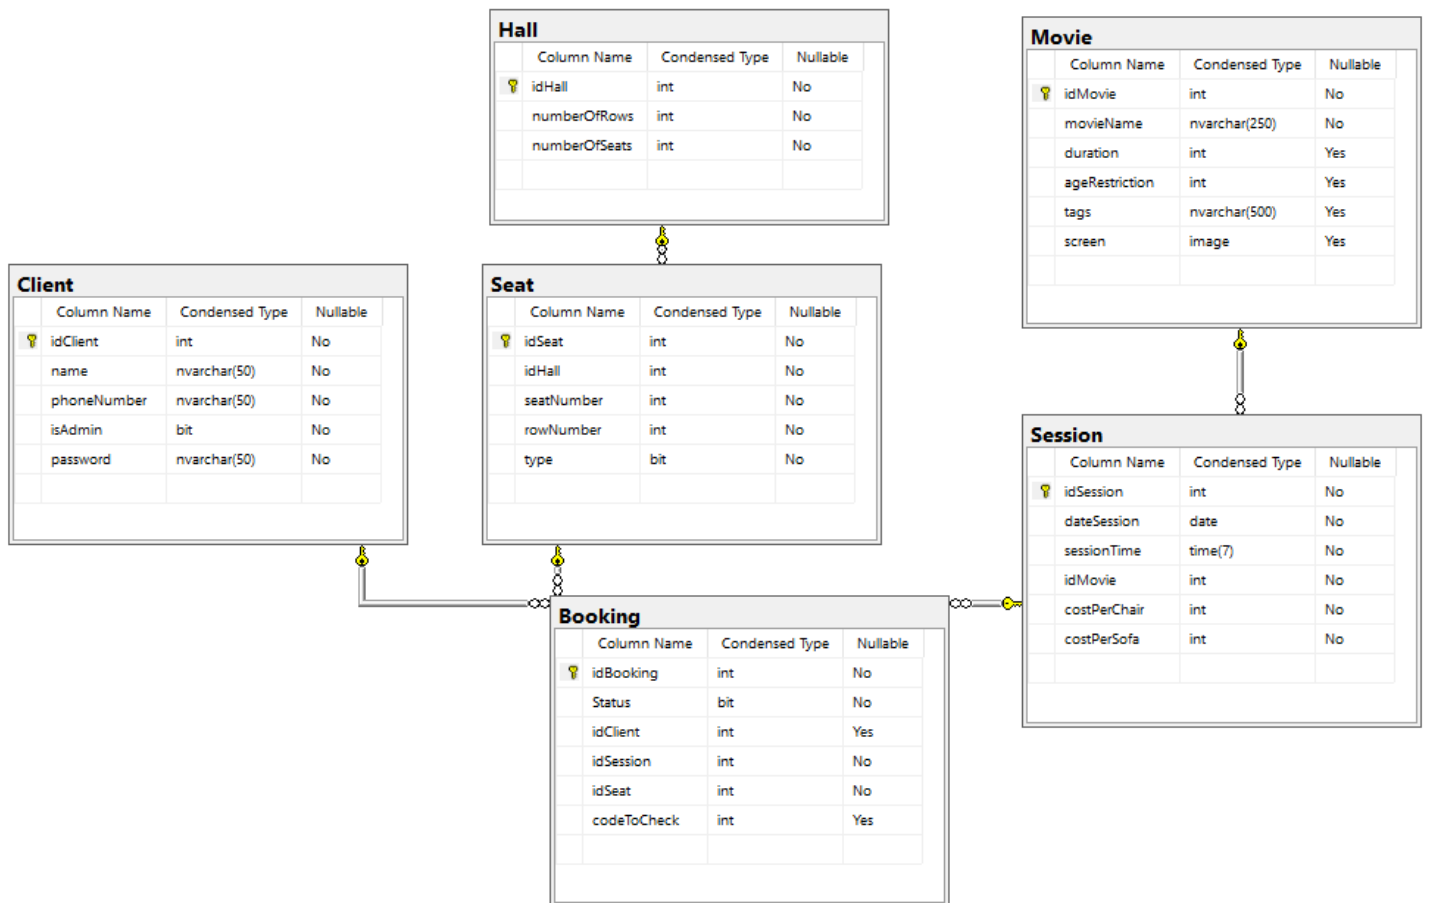 Hall
Column Name Condensed Type Nullable
idHall int No
numberOfRows int No
numberOfSeats int No
Movie
Column Name Condensed Type Nullable
idMovie int No
movieName nvarchar(250) No
duration int Yes
ageRestriction int Yes
tags nvarchar(500) Yes
screen image Yes
Client
Column Name Condensed Type Nullable
idClient int No
name nvarchar(50) No
phoneNumber nvarchar(50) No
isAdmin bit No
password nvarchar(50) No
Seat
Column Name Condensed Type Nullable
idSeat int No
idHall int No
seatNumber int No
rowNumber int No
type bit No
Session
Column Name Condensed Type Nullable
idSession int No
dateSession date No
sessionTime time(7) No
idMovie int No
costPerChair int No
costPerSofa int No
Booking
Column Name Condensed Type Nullable
idBooking int No
Status bit No
idClient int Yes
idSession int No
idSeat int No
codeToCheck int Yes